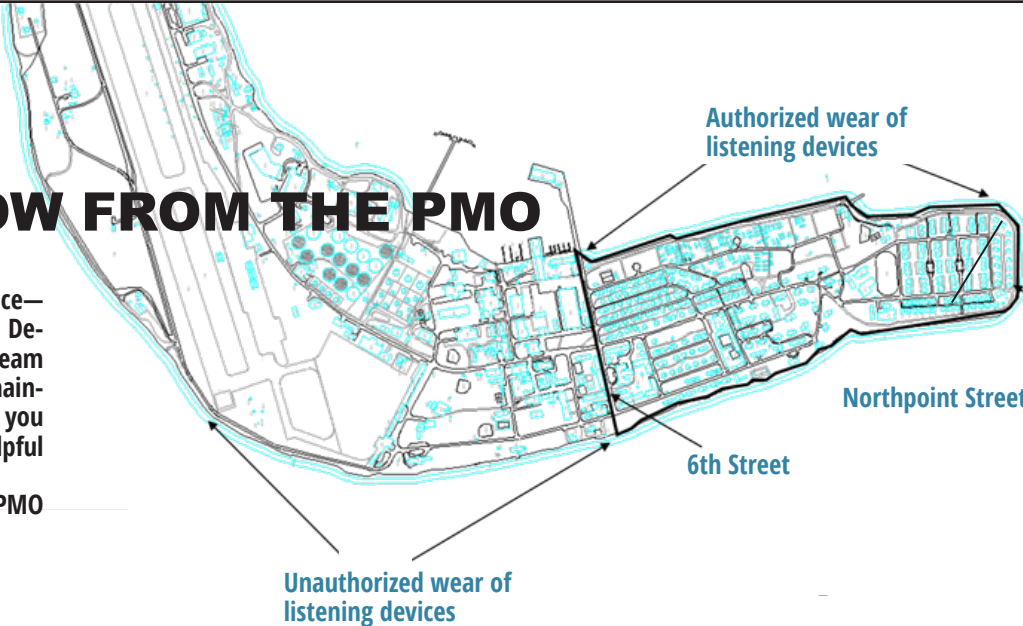 Authorized wear of
listening devices
OW FROM THE PMO
ce—
De-
eam
nain-
you
lpful
PMO
Northpoint Street
6th Street
Unauthorized wear of
listening devices